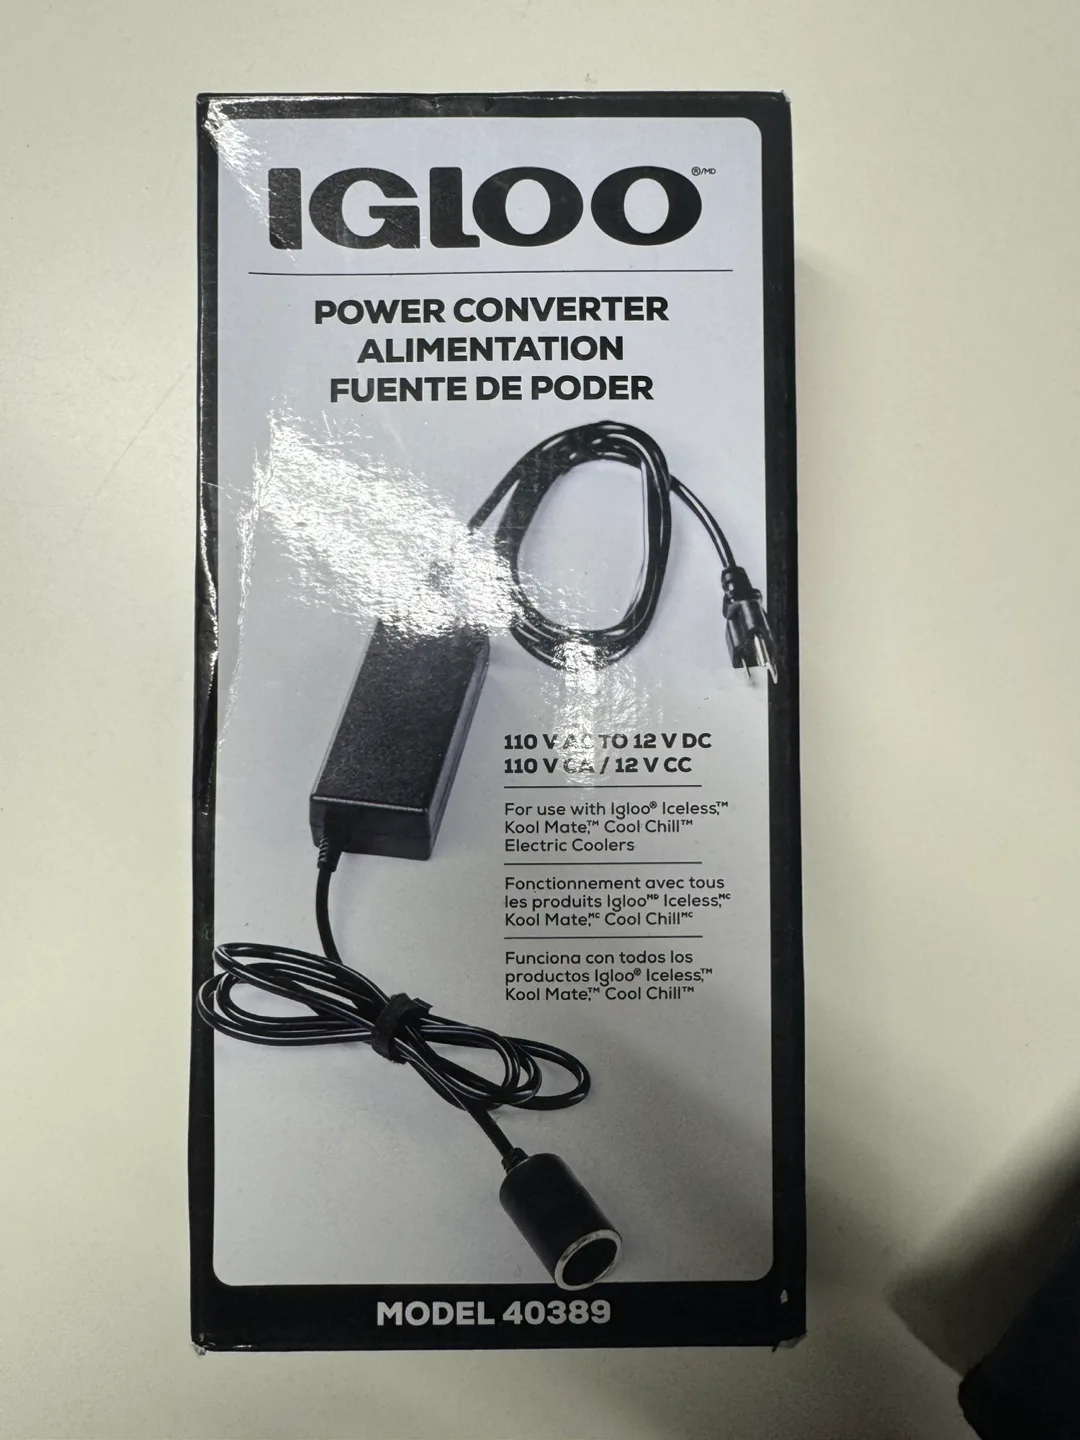 IGLOO®/MD
POWER CONVERTER
ALIMENTATION
FUENTE DE PODER
110 V AC TO 12 V DC
110 V CA / 12 V CC
For use with Igloo® Iceless,™
Kool Mate,™ Cool Chill™
Electric Coolers
Fonctionnement avec tous
les produits Igloo MD Iceless,MC
Kool Mate,MC Cool Chill MC
Funciona con todos los
productos Igloo® Iceless,™
Kool Mate,™ Cool Chill™
MODEL 40389